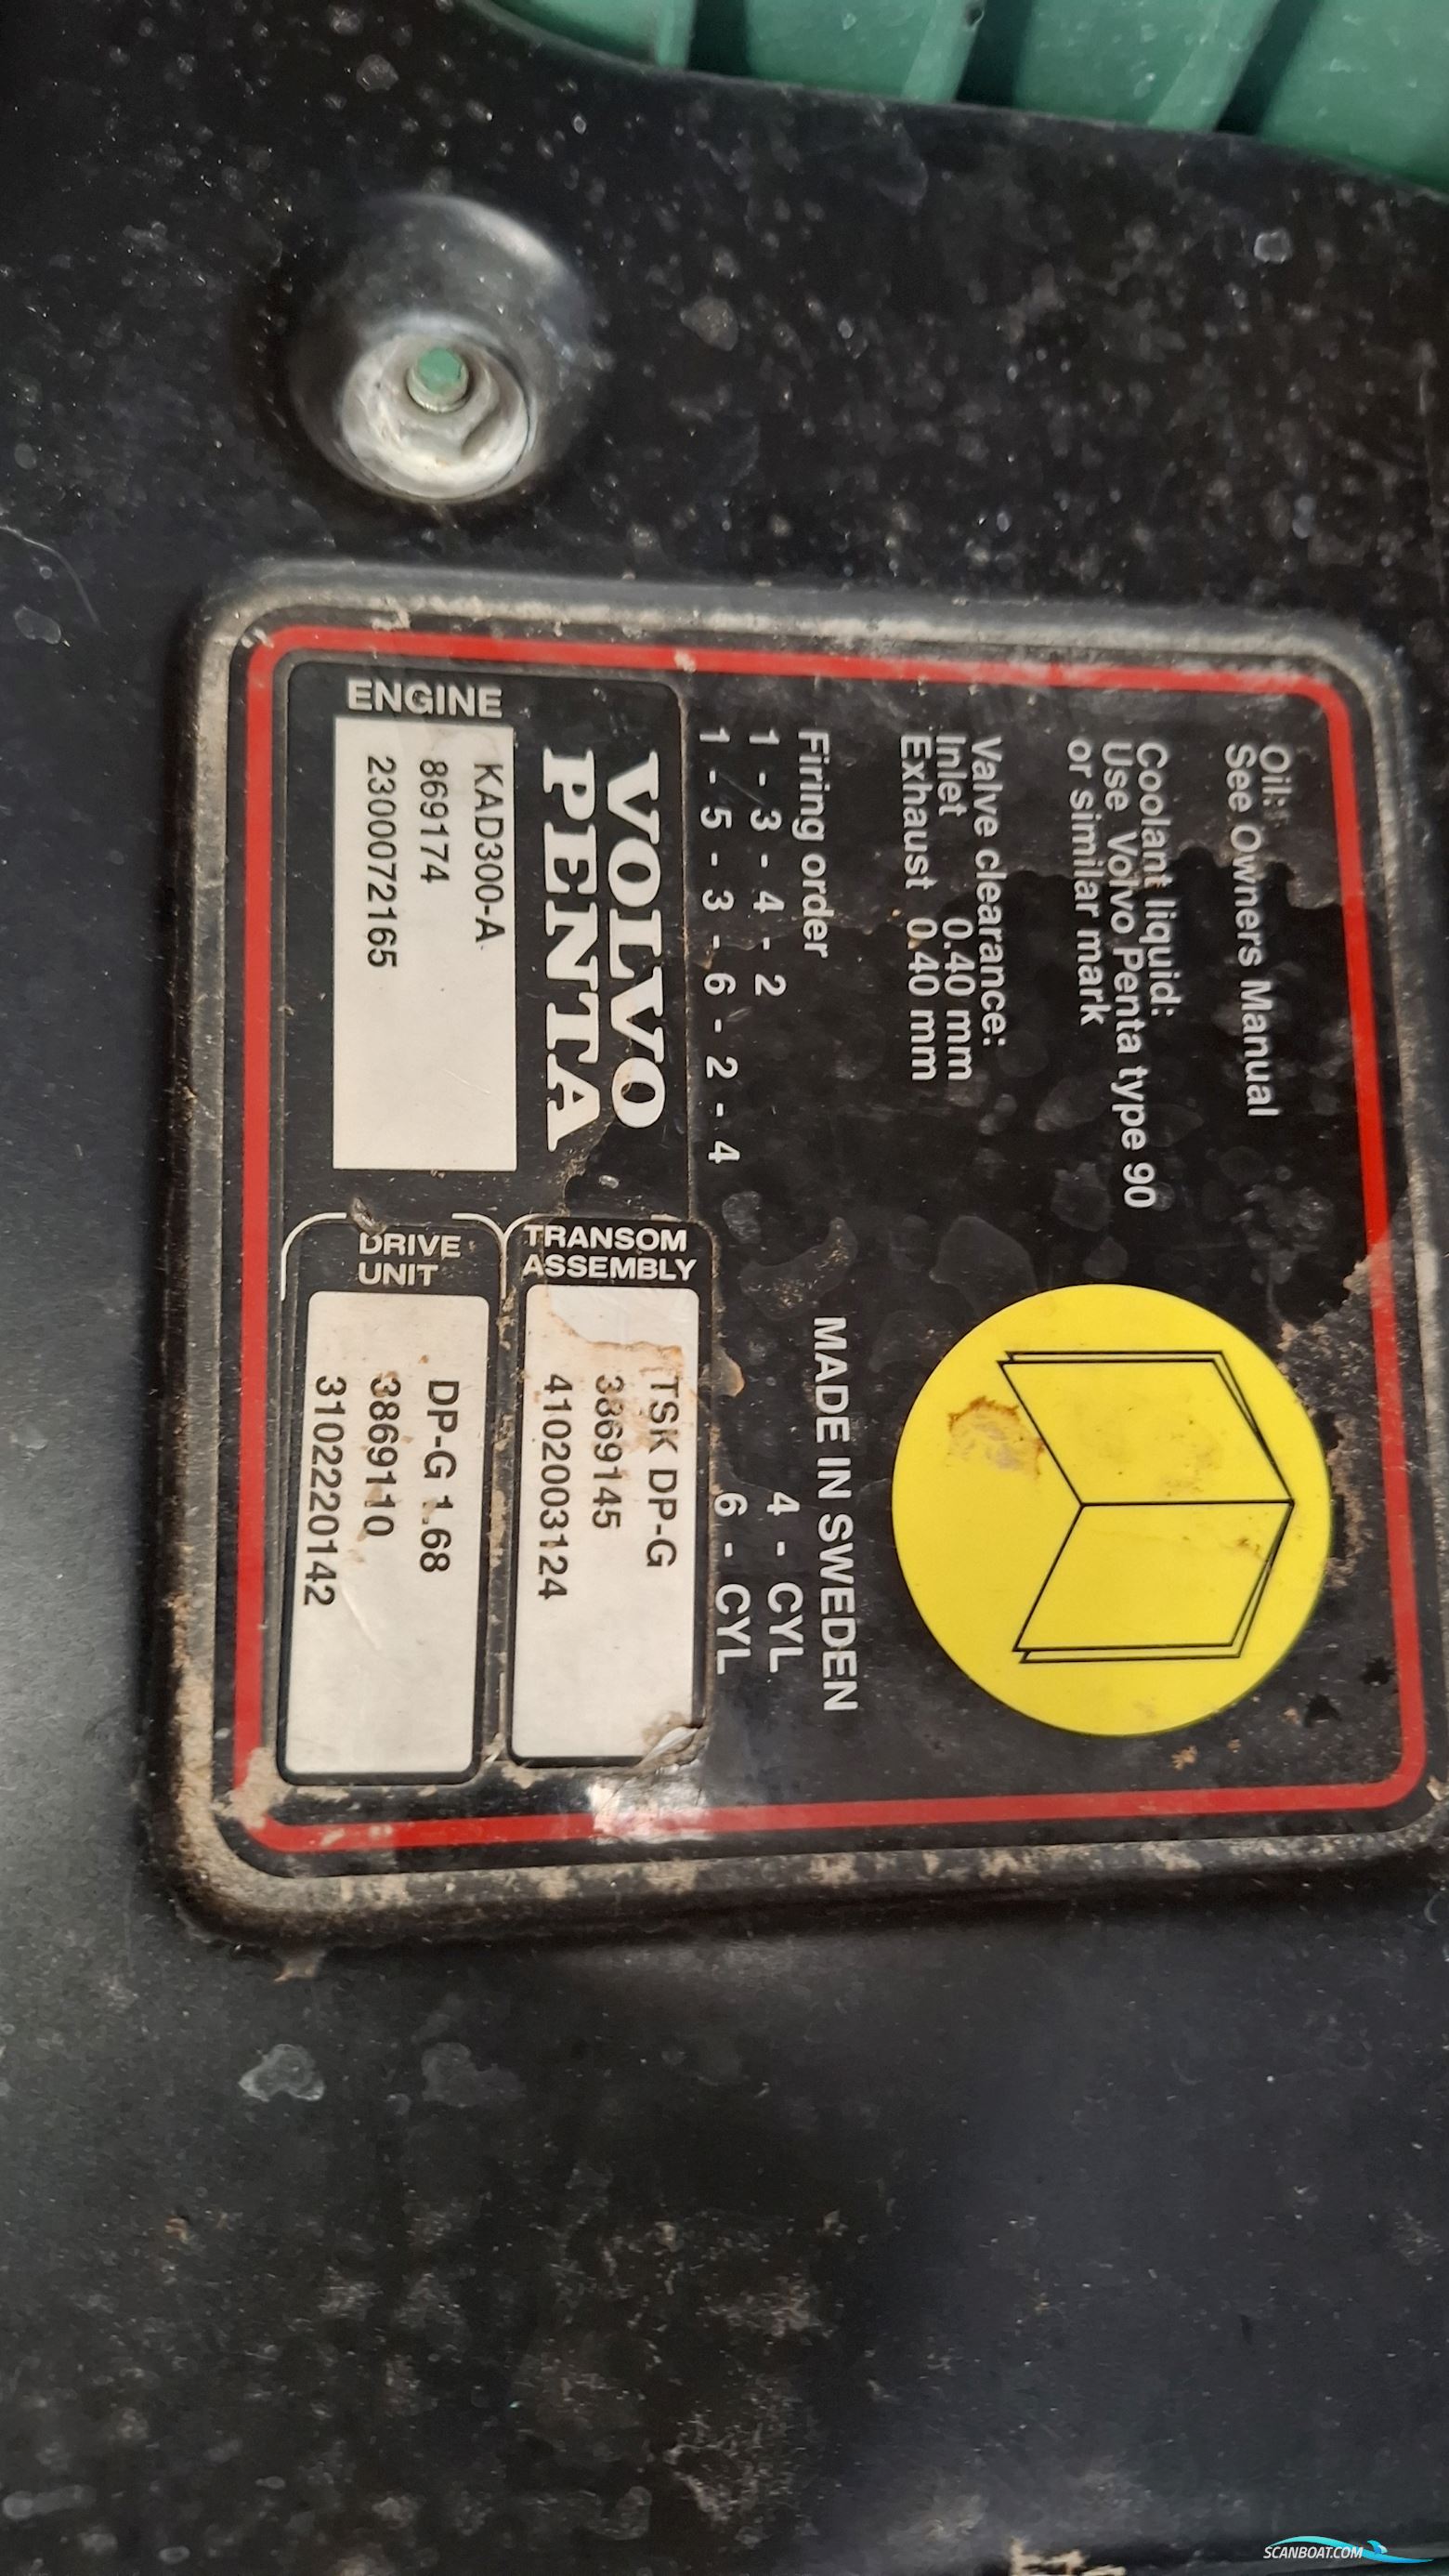 Oil:
See Owners Manual
Coolant liquid:
Use Volvo Penta type 90
or similar mark
Valve clearance:
Inlet 0.40 mm
Exhaust 0.40 mm
MADE IN SWEDEN
Firing order
1 - 3 - 4 - 2 4 - CYL
1 - 5 - 3 - 6 - 2 - 4 6 - CYL
VOLVO
PENTA
ENGINE
KAD300-A
869174
2300072165
TRANSOM
ASSEMBLY
TSK DP-G
3869145
4102003124
DRIVE
UNIT
DP-G 1.68
3869110
3102220142
SCANBOAT.COM